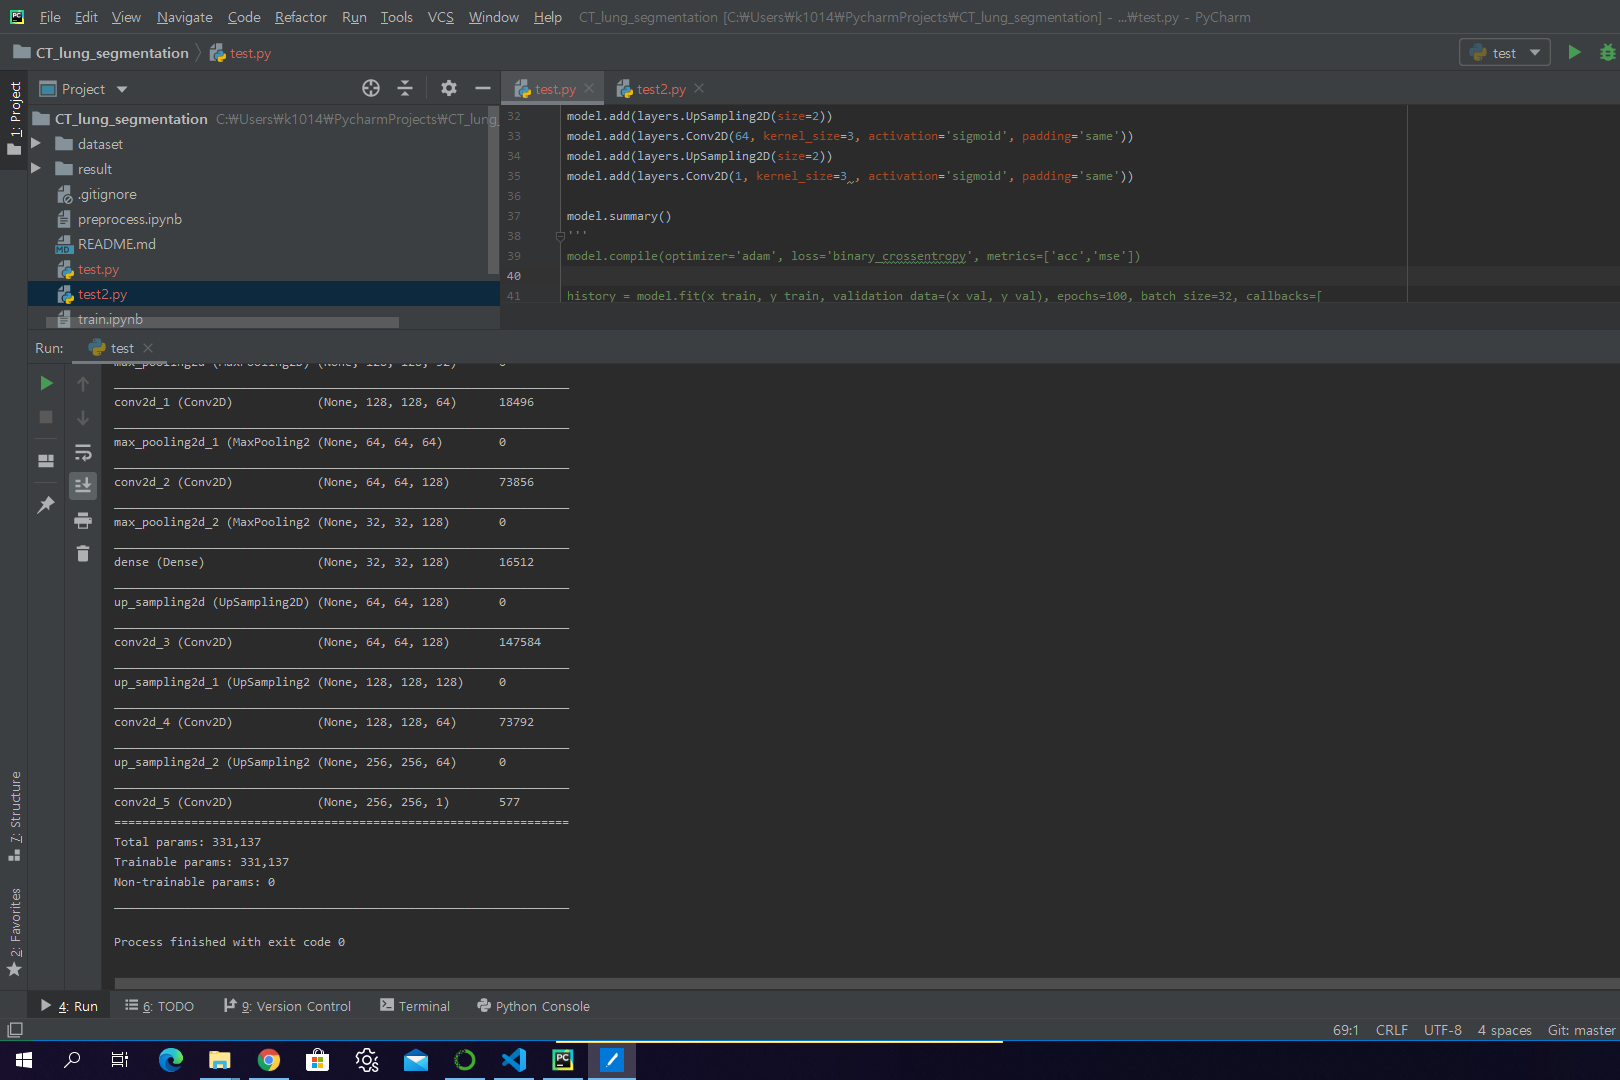 File Edit View Navigate Code Refactor Run Tools VCS Window Help CT_lung_segmentation [C:₩Users₩k1014₩PycharmProjects₩CT_lung_segmentation] - ...₩test.py - PyCharm
CT_lung_segmentation test.py test
1: Project
Project
test.py test2.py
CT_lung_segmentation C:₩Users₩k1014₩PycharmProjects₩CT_lung_
dataset
result
.gitignore
preprocess.ipynb
README.md
test.py
test2.py
train.ipynb
32 model.add(layers.UpSampling2D(size=2))
33 model.add(layers.Conv2D(64, kernel_size=3, activation='sigmoid', padding='same'))
34 model.add(layers.UpSampling2D(size=2))
35 model.add(layers.Conv2D(1, kernel_size=3 , activation='sigmoid', padding='same'))
36
37 model.summary()
38 '''
39 model.compile(optimizer='adam', loss='binary_crossentropy', metrics=['acc','mse'])
40
41 history = model.fit(x_train, y_train, validation_data=(x_val, y_val), epochs=100, batch_size=32, callbacks=[
Run: test
max_pooling2d (MaxPooling2D) (None, 128, 128, 32) 0
conv2d_1 (Conv2D) (None, 128, 128, 64) 18496
max_pooling2d_1 (MaxPooling2 (None, 64, 64, 64) 0
conv2d_2 (Conv2D) (None, 64, 64, 128) 73856
max_pooling2d_2 (MaxPooling2 (None, 32, 32, 128) 0
dense (Dense) (None, 32, 32, 128) 16512
up_sampling2d (UpSampling2D) (None, 64, 64, 128) 0
conv2d_3 (Conv2D) (None, 64, 64, 128) 147584
up_sampling2d_1 (UpSampling2 (None, 128, 128, 128) 0
conv2d_4 (Conv2D) (None, 128, 128, 64) 73792
up_sampling2d_2 (UpSampling2 (None, 256, 256, 64) 0
conv2d_5 (Conv2D) (None, 256, 256, 1) 577
=================================================================
Total params: 331,137
Trainable params: 331,137
Non-trainable params: 0
Process finished with exit code 0
7: Structure
2: Favorites
4: Run 6: TODO 9: Version Control Terminal Python Console
69:1 CRLF UTF-8 4 spaces Git: master